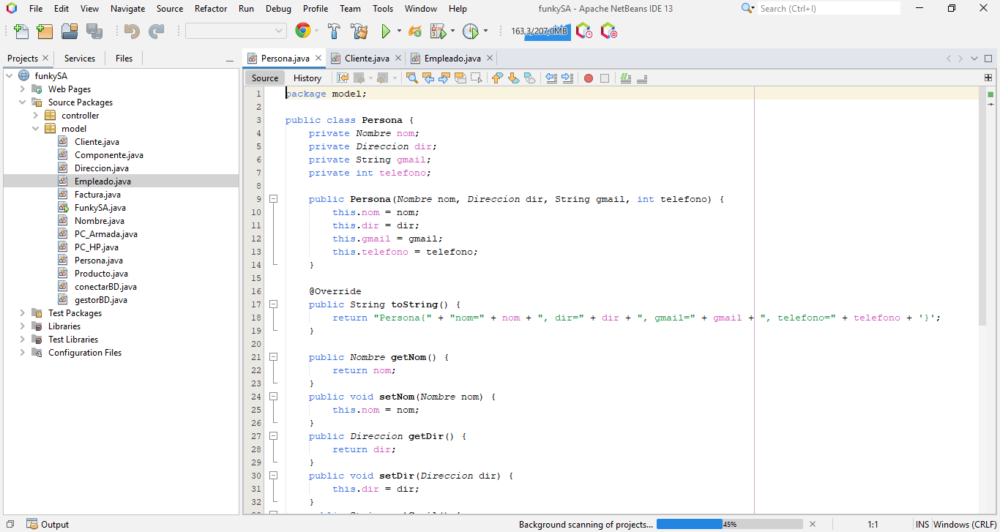 File Edit View Navigate Source Refactor Run Debug Profile Team Tools Window Help
funkySA - Apache NetBeans IDE 13
Search (Ctrl+I)
163,3/207,0MB
Projects Services Files
funkySA
Web Pages
Source Packages
controller
model
Cliente.java
Componente.java
Direccion.java
Empleado.java
Factura.java
FunkySA.java
Nombre.java
PC_Armada.java
PC_HP.java
Persona.java
Producto.java
conectarBD.java
gestorBD.java
Test Packages
Libraries
Test Libraries
Configuration Files
Persona.java Cliente.java Empleado.java
Source History
1 package model;
2
3 public class Persona {
4 private Nombre nom;
5 private Direccion dir;
6 private String gmail;
7 private int telefono;
8
9 public Persona(Nombre nom, Direccion dir, String gmail, int telefono) {
10 this.nom = nom;
11 this.dir = dir;
12 this.gmail = gmail;
13 this.telefono = telefono;
14 }
15
16 @Override
17 public String toString() {
18 return "Persona{" + "nom=" + nom + ", dir=" + dir + ", gmail=" + gmail + ", telefono=" + telefono + '}';
19 }
20
21 public Nombre getNom() {
22 return nom;
23 }
24 public void setNom(Nombre nom) {
25 this.nom = nom;
26 }
27 public Direccion getDir() {
28 return dir;
29 }
30 public void setDir(Direccion dir) {
31 this.dir = dir;
32 }
Output
Background scanning of projects... 45% 1:1 INS Windows (CRLF)